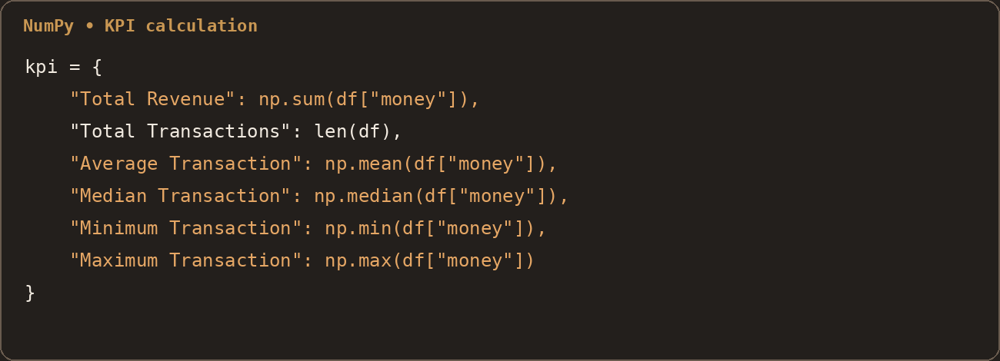 NumPy • KPI calculation
kpi = {
    "Total Revenue": np.sum(df["money"]),
    "Total Transactions": len(df),
    "Average Transaction": np.mean(df["money"]),
    "Median Transaction": np.median(df["money"]),
    "Minimum Transaction": np.min(df["money"]),
    "Maximum Transaction": np.max(df["money"])
}